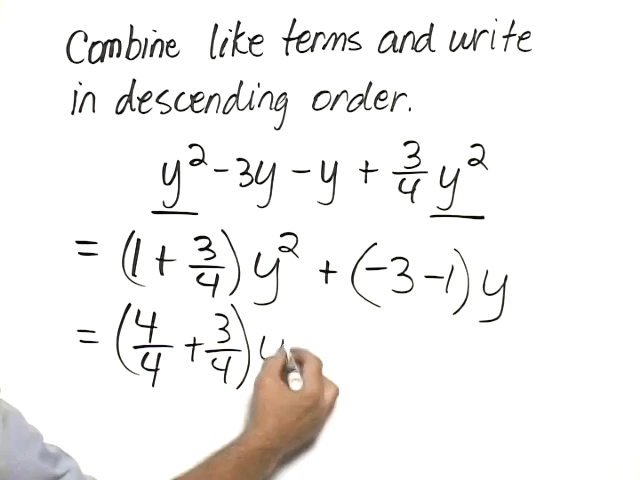 Combine like terms and write
in descending order.
y² - 3y - y + 3/4 y²
= (1 + 3/4) y² + (-3 - 1) y
= (4/4 + 3/4) y